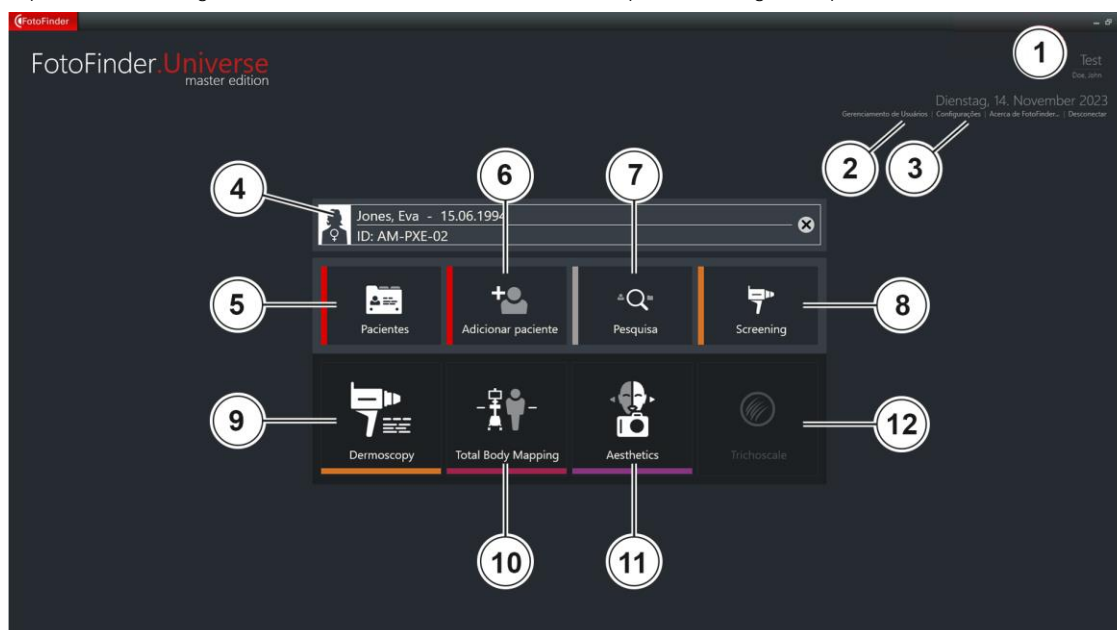 FotoFinder
FotoFinder.Universe
master edition
1
Test
Doe, John
Dienstag, 14. November 2023
Gerenciamento de Usuários | Configurações | Acerca de FotoFinder... | Desconectar
2
3
4
6
7
Jones, Eva - 15.06.1994
ID: AM-PXE-02
5
Pacientes
Adicionar paciente
Pesquisa
Screening
8
9
Dermoscopy
Total Body Mapping
Aesthetics
Trichoscale
12
10
11